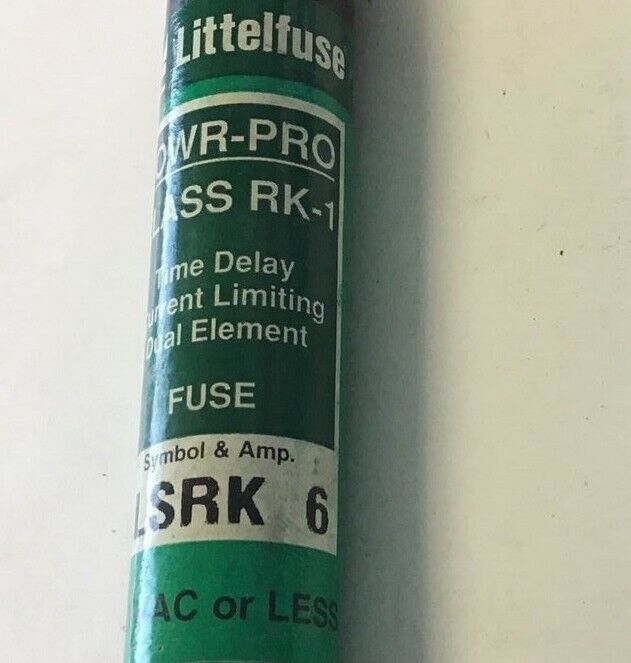 Littelfuse
OWR-PRO
LASS RK-1
Time Delay
Current Limiting
Dual Element
FUSE
Symbol & Amp.
LSRK 6
AC or LESS